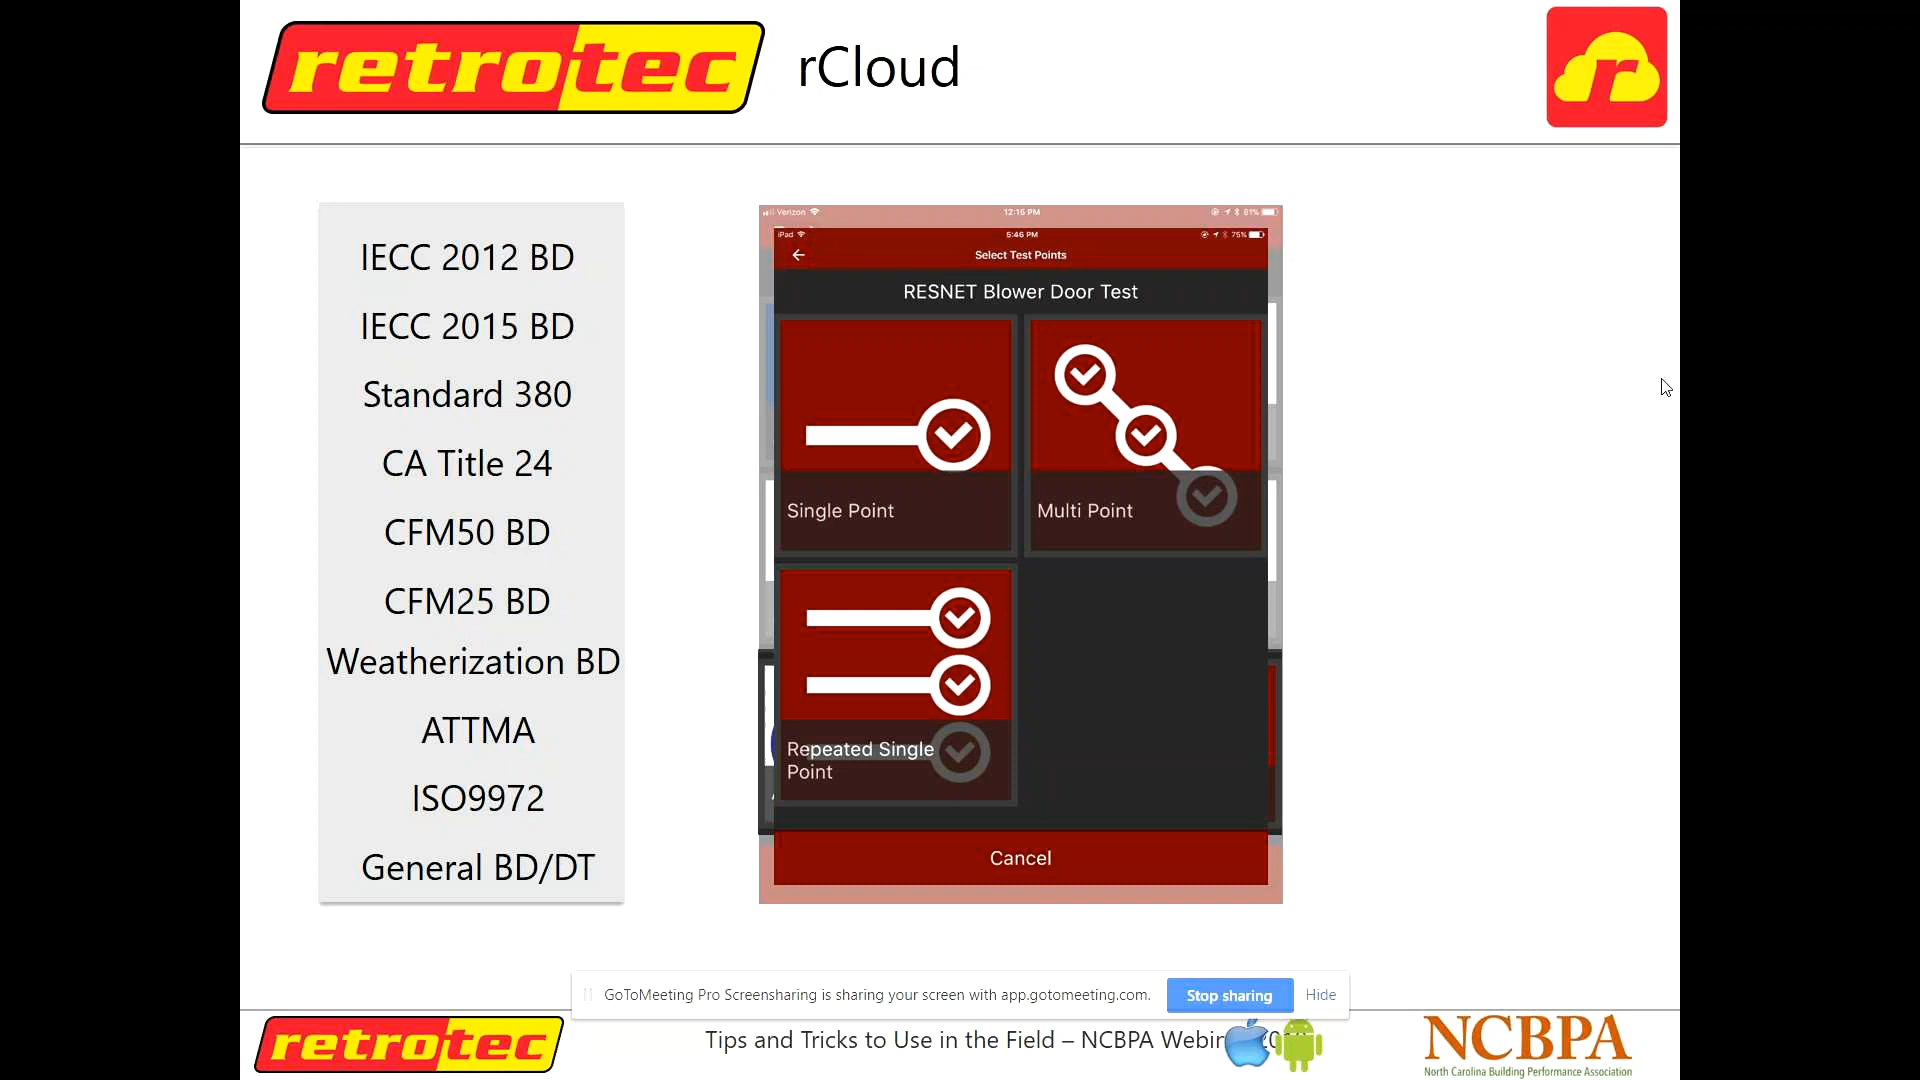 retrotec rCloud r
IECC 2012 BD
IECC 2015 BD
Standard 380
CA Title 24
CFM50 BD
CFM25 BD
Weatherization BD
ATTMA
ISO9972
General BD/DT
Verizon 12:15 PM 81%
iPad 5:46 PM 75%
Select Test Points
RESNET Blower Door Test
Single Point
Multi Point
Repeated Single
Point
Cancel
GoToMeeting Pro Screensharing is sharing your screen with app.gotomeeting.com. Stop sharing Hide
retrotec
Tips and Tricks to Use in the Field – NCBPA
NCBPA
North Carolina Building Performance Association